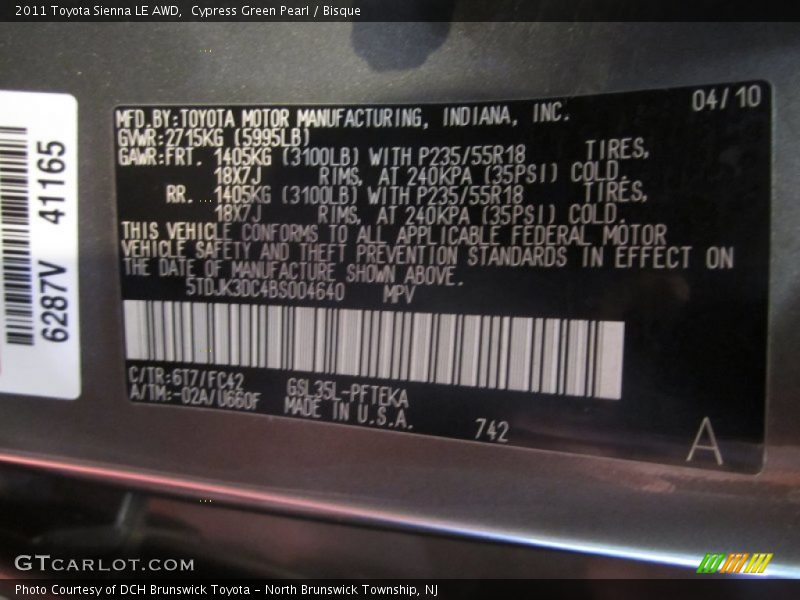 2011 Toyota Sienna LE AWD,  Cypress Green Pearl / Bisque
04/10
MFD.BY:TOYOTA MOTOR MANUFACTURING, INDIANA, INC.
GVWR:2715KG (5995LB)
GAWR:FRT. 1405KG (3100LB) WITH P235/55R18 TIRES,
18X7J RIMS, AT 240KPA (35PSI) COLD.
RR. 1405KG (3100LB) WITH P235/55R18 TIRES,
18X7J RIMS, AT 240KPA (35PSI) COLD.
THIS VEHICLE CONFORMS TO ALL APPLICABLE FEDERAL MOTOR
VEHICLE SAFETY AND THEFT PREVENTION STANDARDS IN EFFECT ON
THE DATE OF MANUFACTURE SHOWN ABOVE.
5TDJK3DC4BS004640 MPV
C/TR:6T7/FC42
A/TM:-02A/U660F
GSL35L-PFTEKA
MADE IN U.S.A.
742
A
6287V 41165
GTCARLOT.COM
Photo Courtesy of DCH Brunswick Toyota – North Brunswick Township, NJ